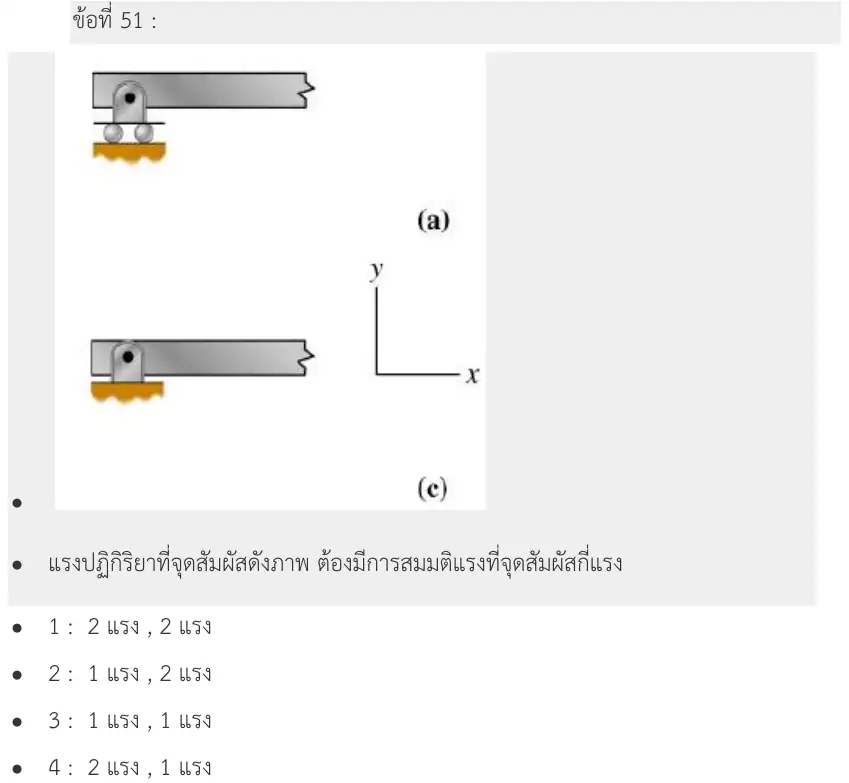 ข้อที่ 51 :
(a)
y
x
(c)
แรงปฏิกิริยาที่จุดสัมผัสดังภาพ ต้องมีการสมมติแรงที่จุดสัมผัสกี่แรง
1 : 2 แรง , 2 แรง
2 : 1 แรง , 2 แรง
3 : 1 แรง , 1 แรง
4 : 2 แรง , 1 แรง